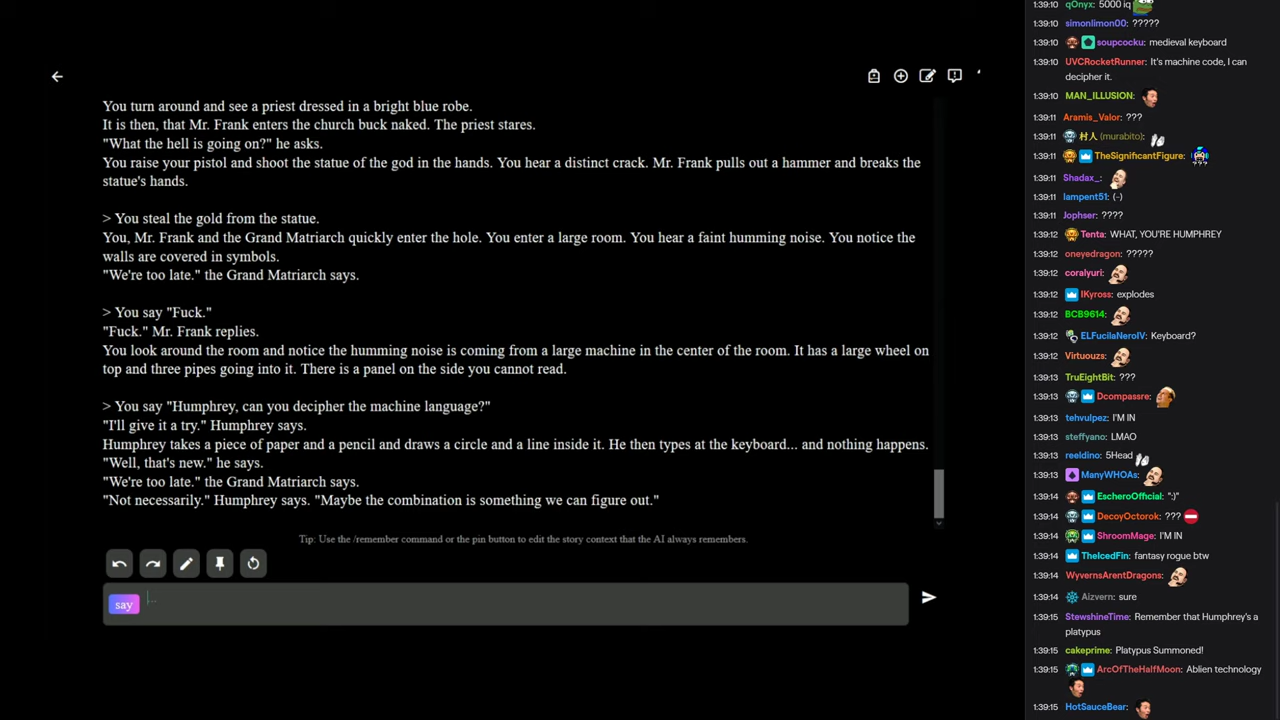 You turn around and see a priest dressed in a bright blue robe.
It is then, that Mr. Frank enters the church buck naked. The priest stares.
"What the hell is going on?" he asks.
You raise your pistol and shoot the statue of the god in the hands. You hear a distinct crack. Mr. Frank pulls out a hammer and breaks the
statue's hands.
> You steal the gold from the statue.
You, Mr. Frank and the Grand Matriarch quickly enter the hole. You enter a large room. You hear a faint humming noise. You notice the
walls are covered in symbols.
"We're too late." the Grand Matriarch says.
> You say "Fuck."
"Fuck." Mr. Frank replies.
You look around the room and notice the humming noise is coming from a large machine in the center of the room. It has a large wheel on
top and three pipes going into it. There is a panel on the side you cannot read.
> You say "Humphrey, can you decipher the machine language?"
"I'll give it a try." Humphrey says.
Humphrey takes a piece of paper and a pencil and draws a circle and a line inside it. He then types at the keyboard... and nothing happens.
"Well, that's new." he says.
"We're too late." the Grand Matriarch says.
"Not necessarily." Humphrey says. "Maybe the combination is something we can figure out."
Tip: Use the /remember command or the pin button to edit the story context that the AI always remembers.
say ...
1:39:10 qOnyx: 5000 iq
1:39:10 simonlimon00: ?????
1:39:10 soupcocku: medieval keyboard
1:39:10 UVCRocketRunner: It's machine code, I can
decipher it.
1:39:10 MAN_ILLUSION:
1:39:11 Aramis_Valor: ???
1:39:11 村人 (murabito):
1:39:11 TheSignificantFigure:
1:39:11 Shadax_:
1:39:11 lampent51: (-)
1:39:11 Jophser: ????
1:39:12 Tenta: WHAT, YOU'RE HUMPHREY
1:39:12 oneyedragon: ?????
1:39:12 coralyuri:
1:39:12 IKyross: explodes
1:39:12 BCB9614:
1:39:12 ELFucilaNeroIV: Keyboard?
1:39:12 Virtuouzs:
1:39:13 TruEightBit: ???
1:39:13 Dcompassre:
1:39:13 tehvulpez: I'M IN
1:39:13 steffyano: LMAO
1:39:13 reeldino: 5Head
1:39:13 ManyWHOAs:
1:39:14 EscheroOfficial: ":)"
1:39:14 DecoyOctorok: ???
1:39:14 ShroomMage: I'M IN
1:39:14 TheIcedFin: fantasy rogue btw
1:39:14 WyvernsArentDragons:
1:39:14 Aizvern: sure
1:39:15 StewshineTime: Remember that Humphrey's a
platypus
1:39:15 cakeprime: Platypus Summoned!
1:39:15 ArcOfTheHalfMoon: Ablien technology
1:39:15 HotSauceBear: